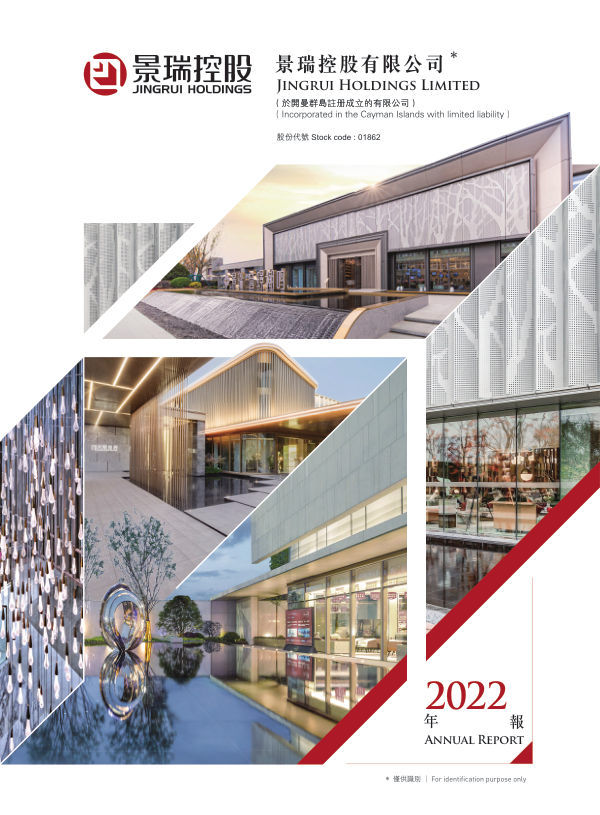 景瑞控股
JINGRUI HOLDINGS
景瑞控股有限公司*
JINGRUI HOLDINGS LIMITED
(於開曼群島註册成立的有限公司)
( Incorporated in the Cayman Islands with limited liability )
股份代號 Stock code : 01862
2022
年 報
ANNUAL REPORT
* 僅供識別 | For identification purpose only